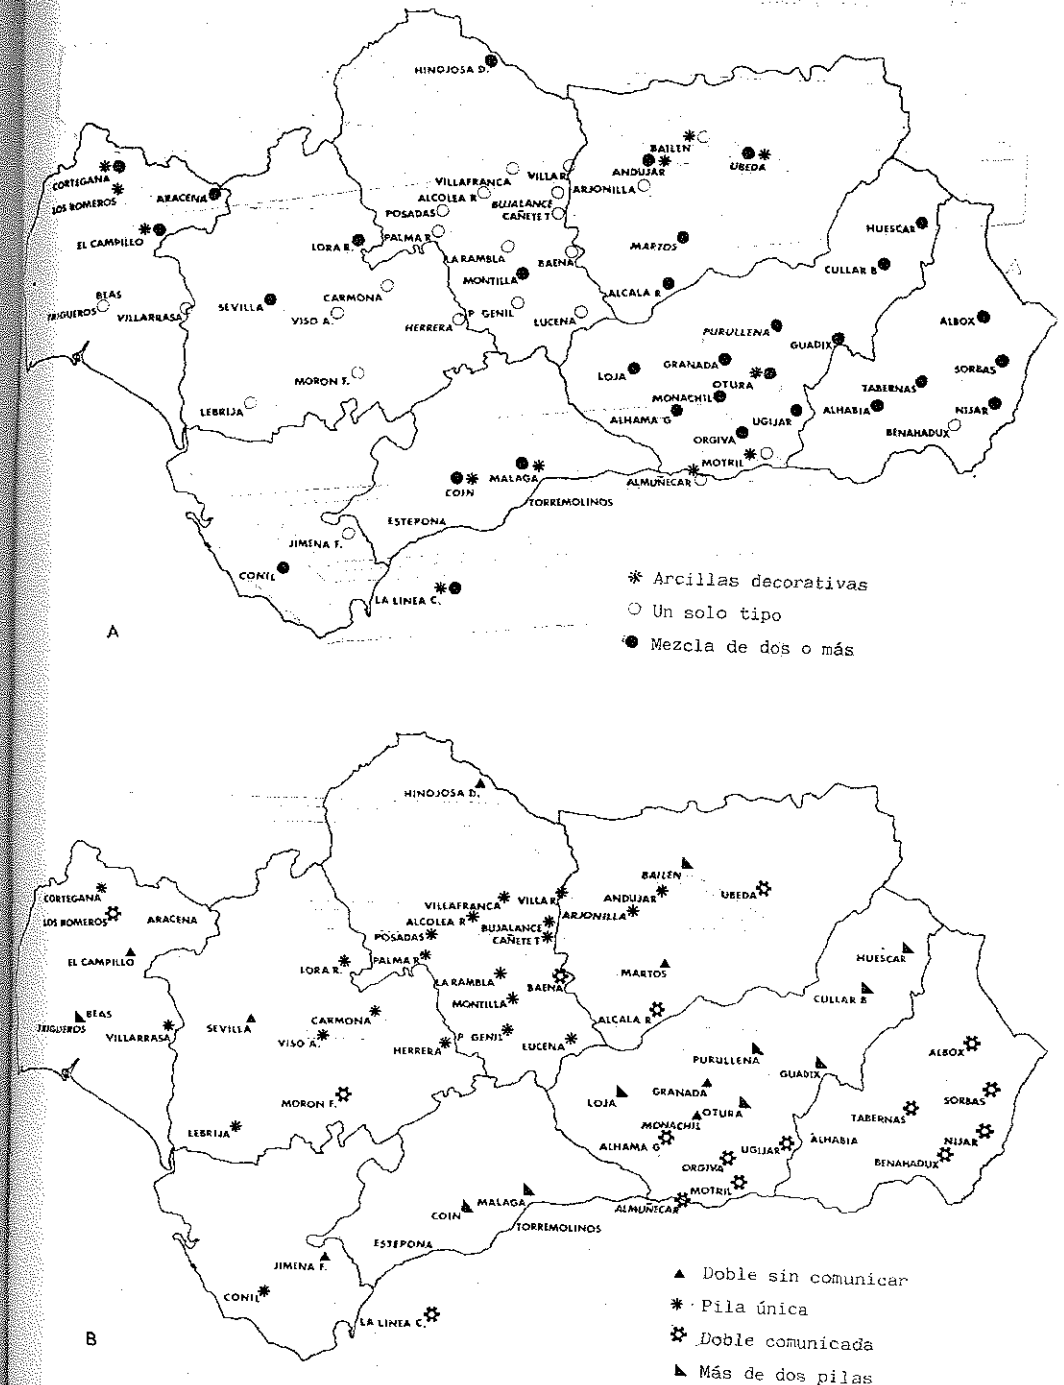 HINOJOSA D.
BAILEN
ANDUJAR
UBEDA
CORTEGANA
LOS ROMEROS
ARACENA
VILLAFRANCA
VILLA R.
ARJONILLA
ALCOLEA R
BUJALANCE
POSADAS
CAÑETE T
EL CAMPILLO
LORA R.
PALMA R
LA RAMBLA
BAENA
MARTOS
HUESCAR
CULLAR B
MONTILLA
ALCALA R
BEAS
TRIGUEROS
VILLARRASA
SEVILLA
CARMONA
VISO A.
HERRERA
P GENIL
LUCENA
PURULLENA
GUADIX
ALBOX
LOJA
GRANADA
OTURA
SORBAS
MORON F.
MONACHIL
TABERNAS
LEBRIJA
ALHAMA G
UGIJAR
ALHABIA
NIJAR
ORGIVA
BENAHADUX
MOTRIL
COIN
MALAGA
ALMUÑECAR
TORREMOLINOS
ESTEPONA
JIMENA F.
CONIL
LA LINEA C.
Arcillas decorativas
Un solo tipo
Mezcla de dos o más
A
HINOJOSA D.
BAILEN
CORTEGANA
LOS ROMEROS
ARACENA
VILLAFRANCA
VILLA R.
ANDUJAR
UBEDA
ALCOLEA R
ARJONILLA
BUJALANCE
POSADAS
CAÑETE T
EL CAMPILLO
LORA R.
PALMA R
LA RAMBLA
BAENA
MARTOS
HUESCAR
MONTILLA
CULLAR B
BEAS
TRIGUEROS
VILLARRASA
SEVILLA
CARMONA
VISO A.
HERRERA
P GENIL
LUCENA
ALCALA R
PURULLENA
GUADIX
ALBOX
MORON F.
LOJA
GRANADA
OTURA
SORBAS
LEBRIJA
MONACHIL
TABERNAS
ALHAMA G
UGIJAR
ALHABIA
NIJAR
ORGIVA
BENAHADUX
MOTRIL
COIN
MALAGA
ALMUÑECAR
TORREMOLINOS
ESTEPONA
JIMENA F.
CONIL
LA LINEA C.
Doble sin comunicar
Pila única
Doble comunicada
Más de dos pilas
B